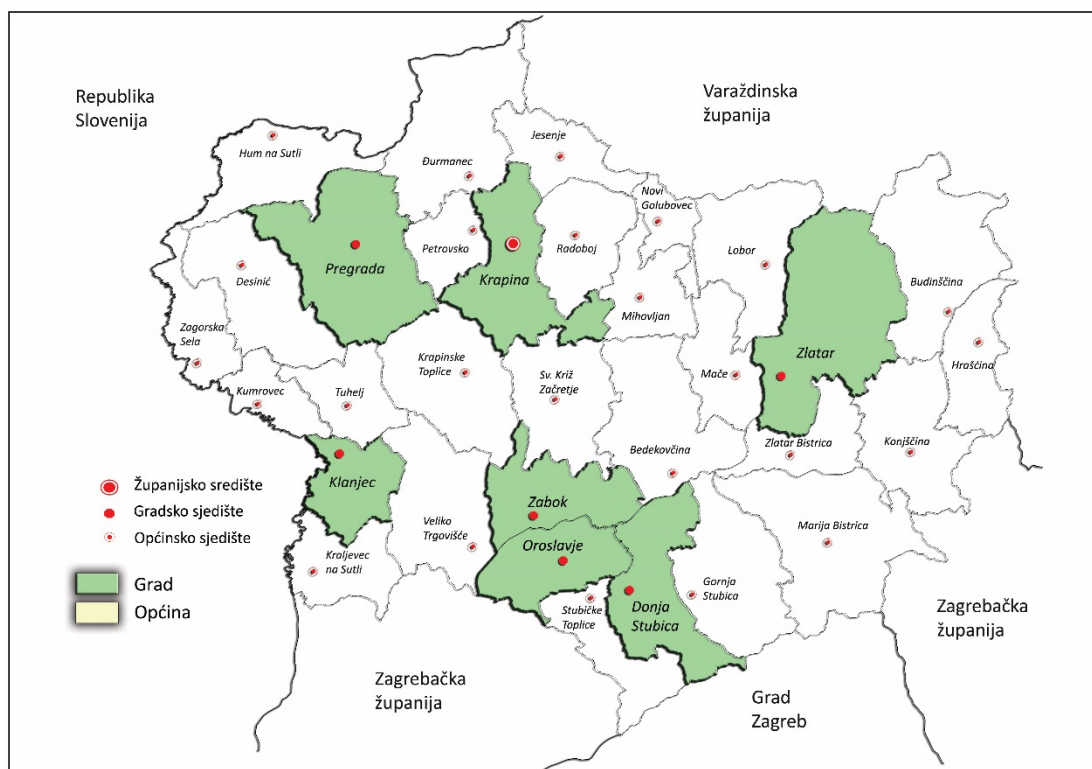 Republika
Slovenija
Varaždinska
županija
Hum na Sutli
Đurmanec
Jesenje
Novi
Golubovec
Pregrada
Petrovsko
Krapina
Radoboj
Lobor
Desinić
Mihovljan
Budinščina
Zagorska
Sela
Krapinske
Toplice
Sv. Križ
Začretje
Mače
Zlatar
Hrašćina
Kumrovec
Tuhelj
Bedekovčina
Zlatar Bistrica
Konjščina
Klanjec
Veliko
Trgovišće
Zabok
Oroslavje
Marija Bistrica
Kraljevec
na Sutli
Stubičke
Toplice
Donja
Stubica
Gornja
Stubica
Županijsko središte
Gradsko sjedište
Općinsko sjedište
Grad
Općina
Zagrebačka
županija
Grad
Zagreb
Zagrebačka
županija